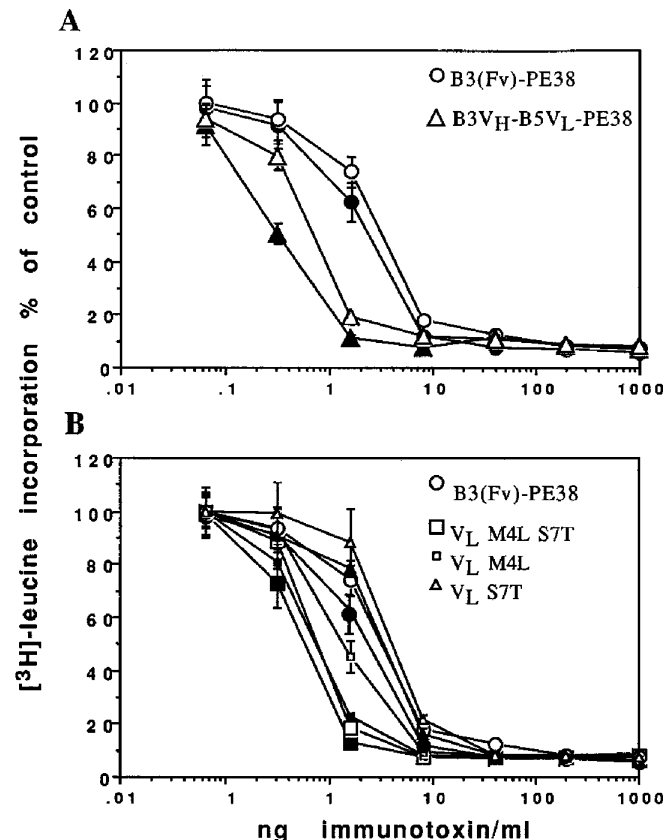 A
120
100
80
60
40
20
0
.01 .1 1 10 100 1000
B3(Fv)-PE38
B3VH-B5VL-PE38
[3H]-leucine incorporation % of control
B
120
100
80
60
40
20
0
.01 .1 1 10 100 1000
B3(Fv)-PE38
VL M4L S7T
VL M4L
VL S7T
ng immunotoxin/ml